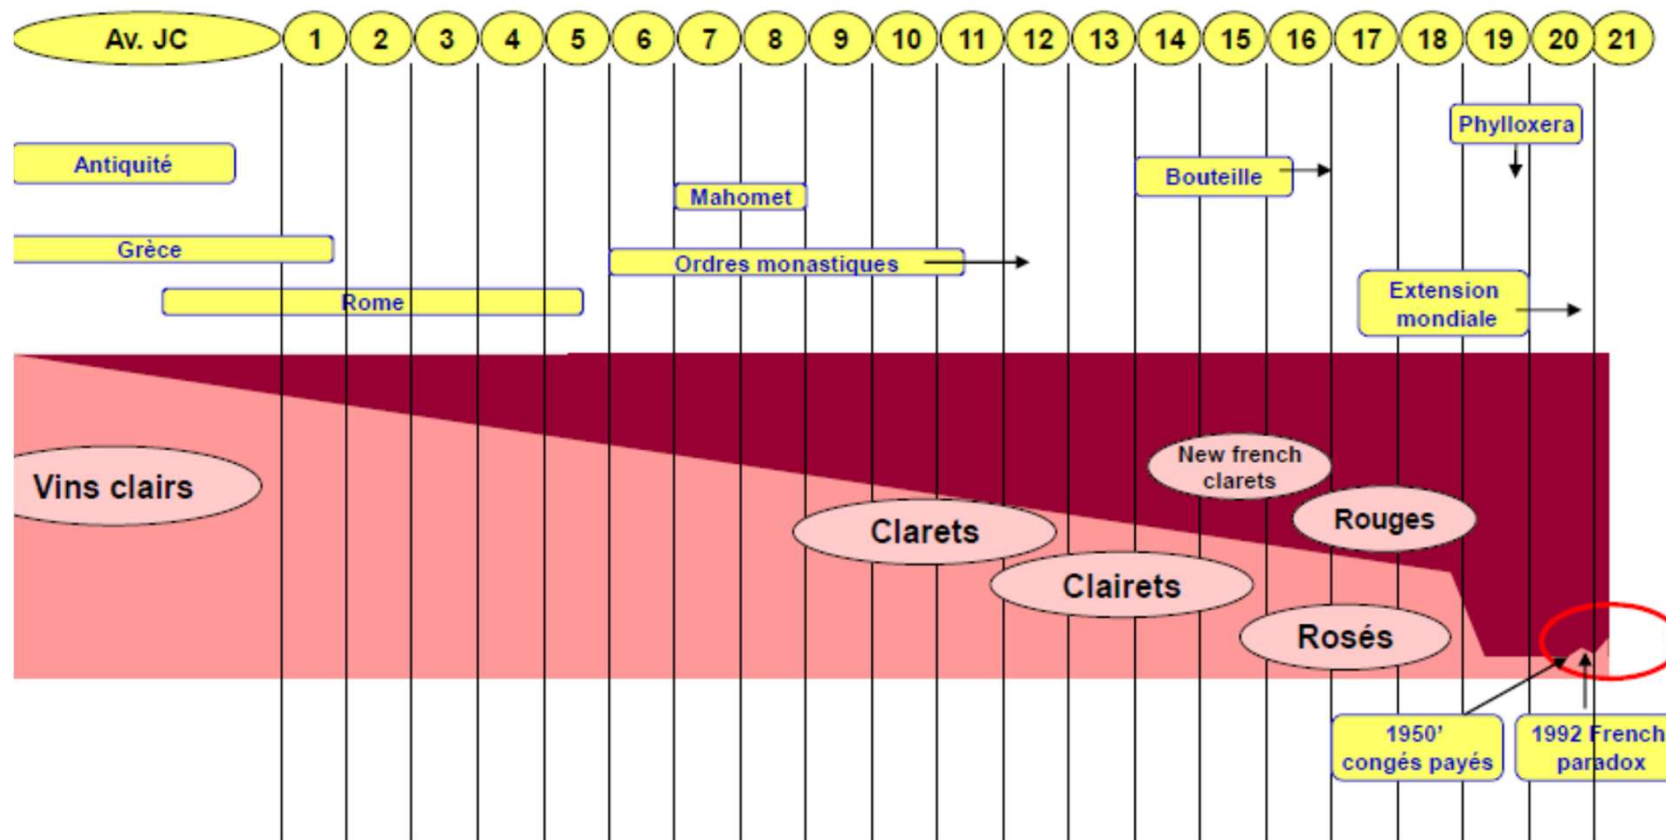 Av. JC 1 2 3 4 5 6 7 8 9 10 11 12 13 14 15 16 17 18 19 20 21
Phylloxera
Antiquité
Bouteille
Mahomet
Grèce
Ordres monastiques
Extension
mondiale
Rome
New french
clarets
Vins clairs
Rouges
Clarets
Clairets
Rosés
1950’
congés payés
1992 French
paradox